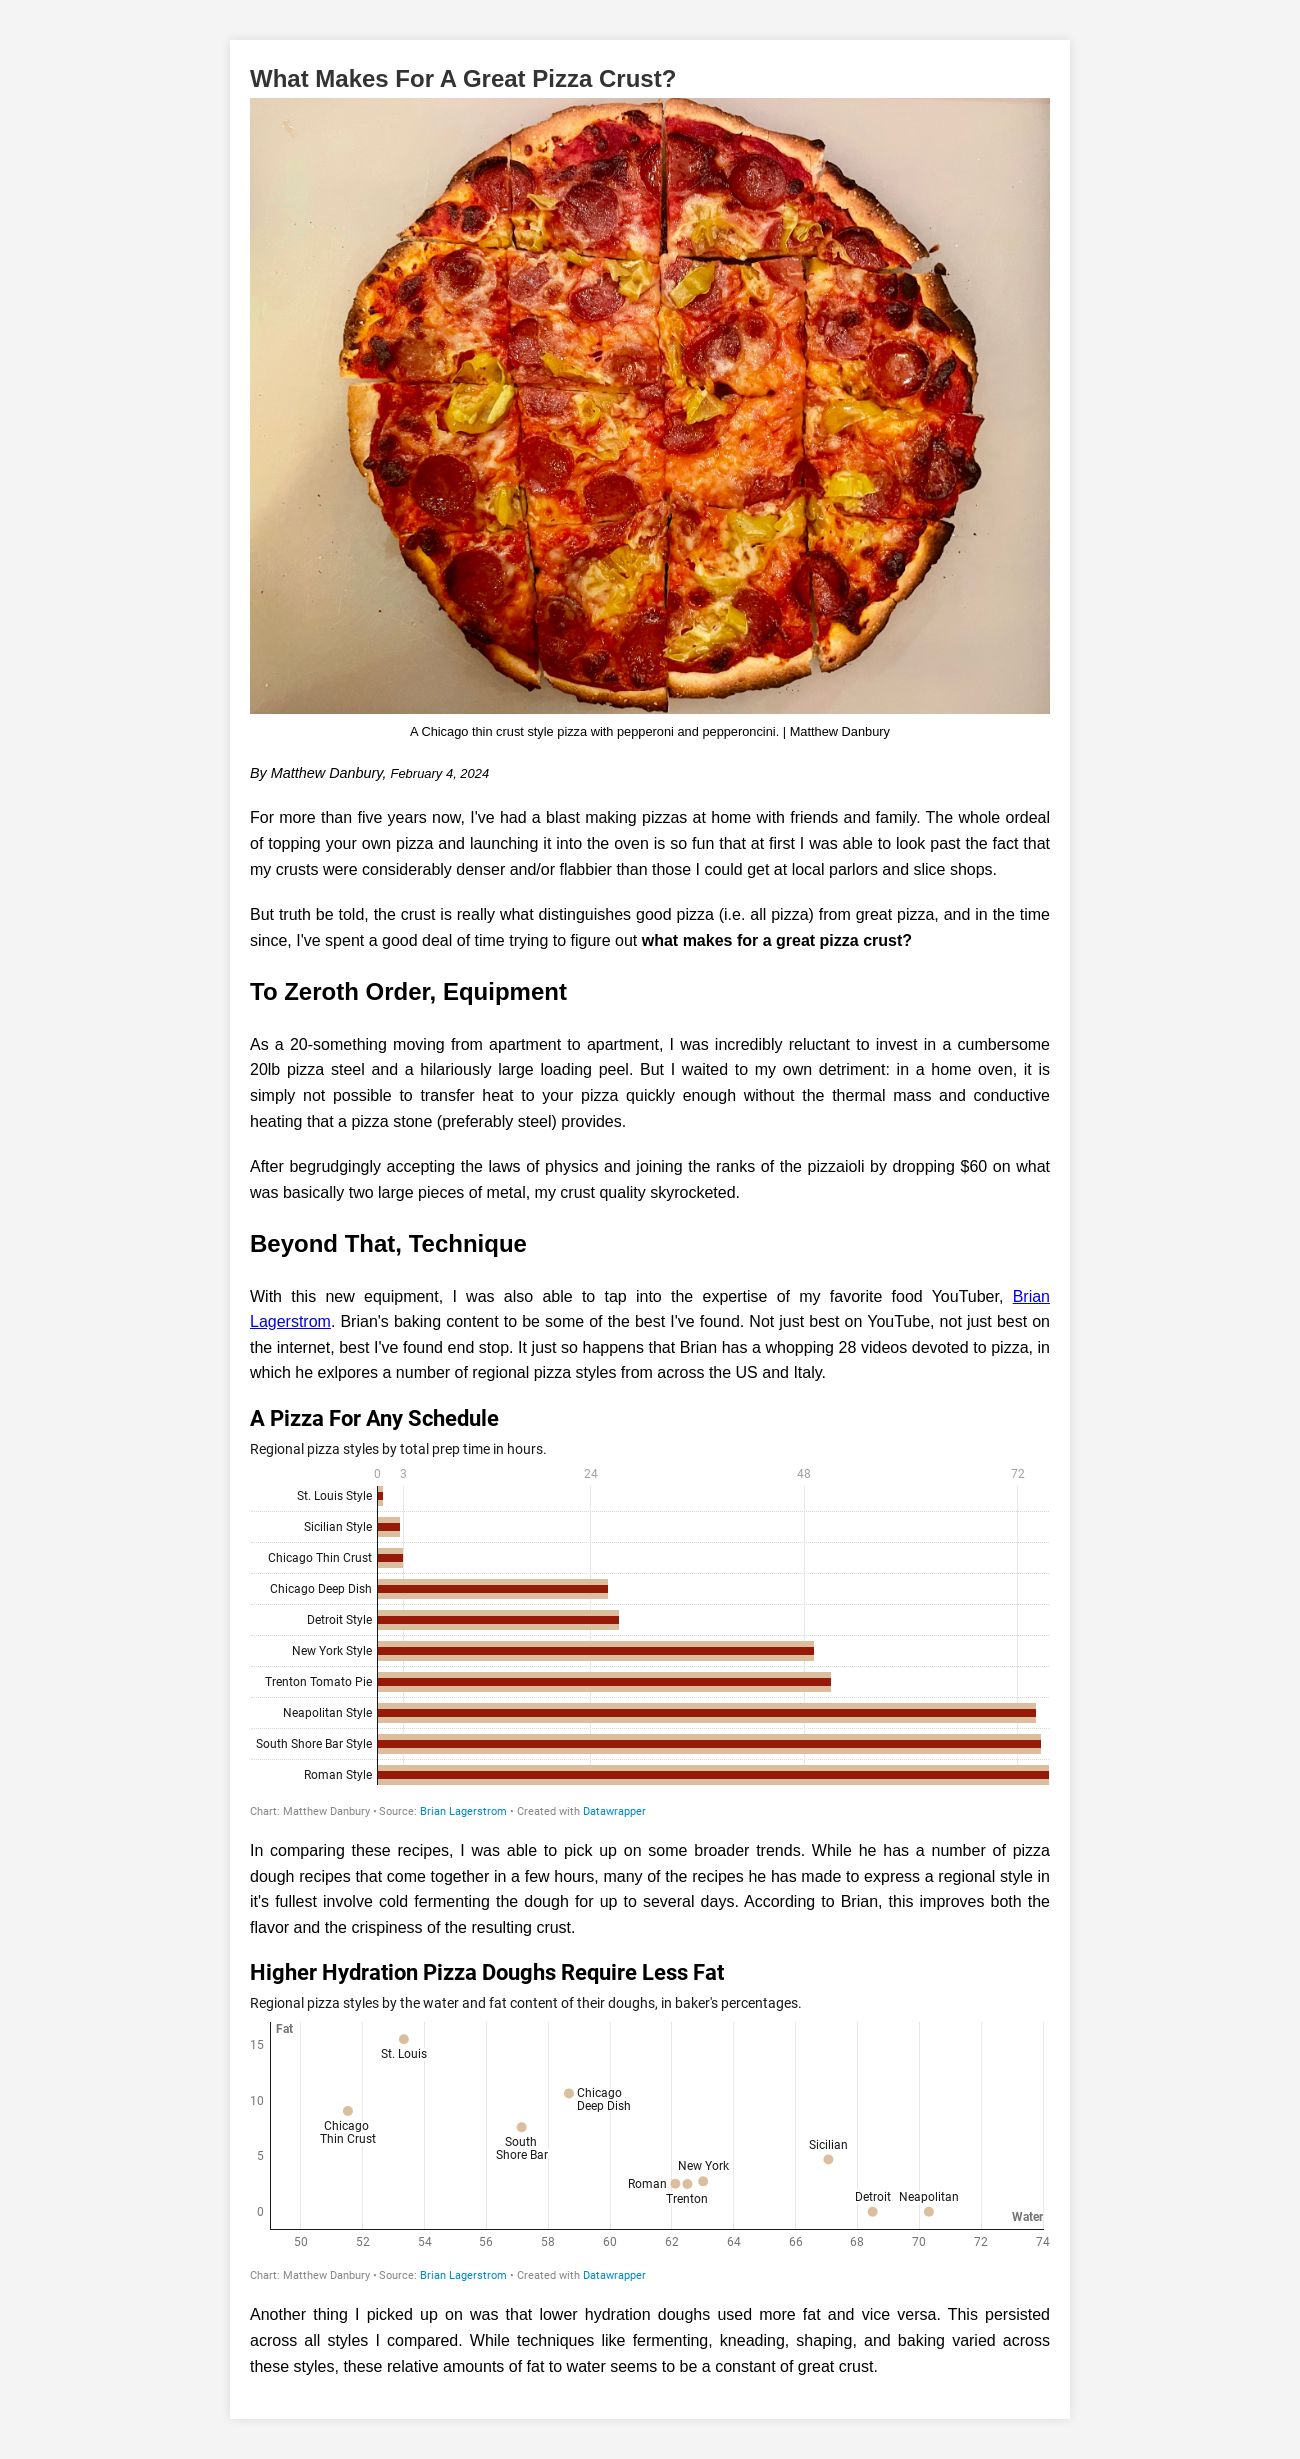 What Makes For A Great Pizza Crust?
A Chicago thin crust style pizza with pepperoni and pepperoncini. | Matthew Danbury
By Matthew Danbury, February 4, 2024
For more than five years now, I've had a blast making pizzas at home with friends and family. The whole ordeal
of topping your own pizza and launching it into the oven is so fun that at first I was able to look past the fact that
my crusts were considerably denser and/or flabbier than those I could get at local parlors and slice shops.
But truth be told, the crust is really what distinguishes good pizza (i.e. all pizza) from great pizza, and in the time
since, I've spent a good deal of time trying to figure out what makes for a great pizza crust?
To Zeroth Order, Equipment
As a 20-something moving from apartment to apartment, I was incredibly reluctant to invest in a cumbersome
20lb pizza steel and a hilariously large loading peel. But I waited to my own detriment: in a home oven, it is
simply not possible to transfer heat to your pizza quickly enough without the thermal mass and conductive
heating that a pizza stone (preferably steel) provides.
After begrudgingly accepting the laws of physics and joining the ranks of the pizzaioli by dropping $60 on what
was basically two large pieces of metal, my crust quality skyrocketed.
Beyond That, Technique
With this new equipment, I was also able to tap into the expertise of my favorite food YouTuber, Brian
Lagerstrom. Brian's baking content to be some of the best I've found. Not just best on YouTube, not just best on
the internet, best I've found end stop. It just so happens that Brian has a whopping 28 videos devoted to pizza, in
which he exlpores a number of regional pizza styles from across the US and Italy.
A Pizza For Any Schedule
Regional pizza styles by total prep time in hours.
0 3 24 48 72
St. Louis Style
Sicilian Style
Chicago Thin Crust
Chicago Deep Dish
Detroit Style
New York Style
Trenton Tomato Pie
Neapolitan Style
South Shore Bar Style
Roman Style
Chart: Matthew Danbury • Source: Brian Lagerstrom • Created with Datawrapper
In comparing these recipes, I was able to pick up on some broader trends. While he has a number of pizza
dough recipes that come together in a few hours, many of the recipes he has made to express a regional style in
it's fullest involve cold fermenting the dough for up to several days. According to Brian, this improves both the
flavor and the crispiness of the resulting crust.
Higher Hydration Pizza Doughs Require Less Fat
Regional pizza styles by the water and fat content of their doughs, in baker's percentages.
Fat
15
St. Louis
10
Chicago
Deep Dish
Chicago
Thin Crust
South
Shore Bar
Sicilian
5
New York
Roman
Trenton
Detroit Neapolitan
0
Water
50 52 54 56 58 60 62 64 66 68 70 72 74
Chart: Matthew Danbury • Source: Brian Lagerstrom • Created with Datawrapper
Another thing I picked up on was that lower hydration doughs used more fat and vice versa. This persisted
across all styles I compared. While techniques like fermenting, kneading, shaping, and baking varied across
these styles, these relative amounts of fat to water seems to be a constant of great crust.